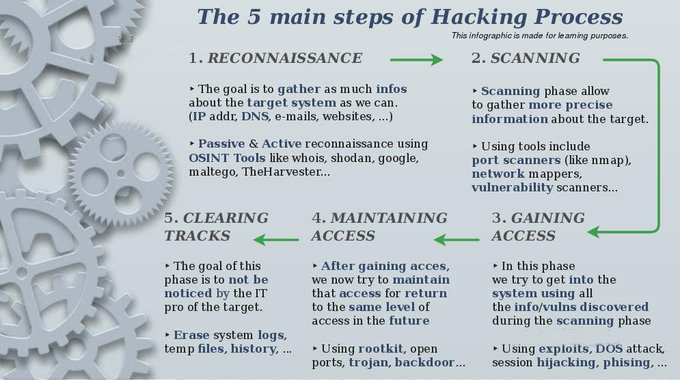 The 5 main steps of Hacking Process
This infographic is made for learning purposes.
1. RECONNAISSANCE
‣ The goal is to gather as much infos
about the target system as we can.
(IP addr, DNS, e-mails, websites, ...)
‣ Passive & Active reconnaissance using
OSINT Tools like whois, shodan, google,
maltego, TheHarvester...
2. SCANNING
‣ Scanning phase allow
to gather more precise
information about the target.
‣ Using tools include
port scanners (like nmap),
network mappers,
vulnerability scanners...
3. GAINING
ACCESS
‣ In this phase
we try to get into the
system using all
the info/vulns discovered
during the scanning phase
‣ Using exploits, DOS attack,
session hijacking, phising, ...
4. MAINTAINING
ACCESS
‣ After gaining acces,
we now try to maintain
that access for return
to the same level of
access in the future
‣ Using rootkit, open
ports, trojan, backdoor...
5. CLEARING
TRACKS
‣ The goal of this
phase is to not be
noticed by the IT
pro of the target.
‣ Erase system logs,
temp files, history, ...